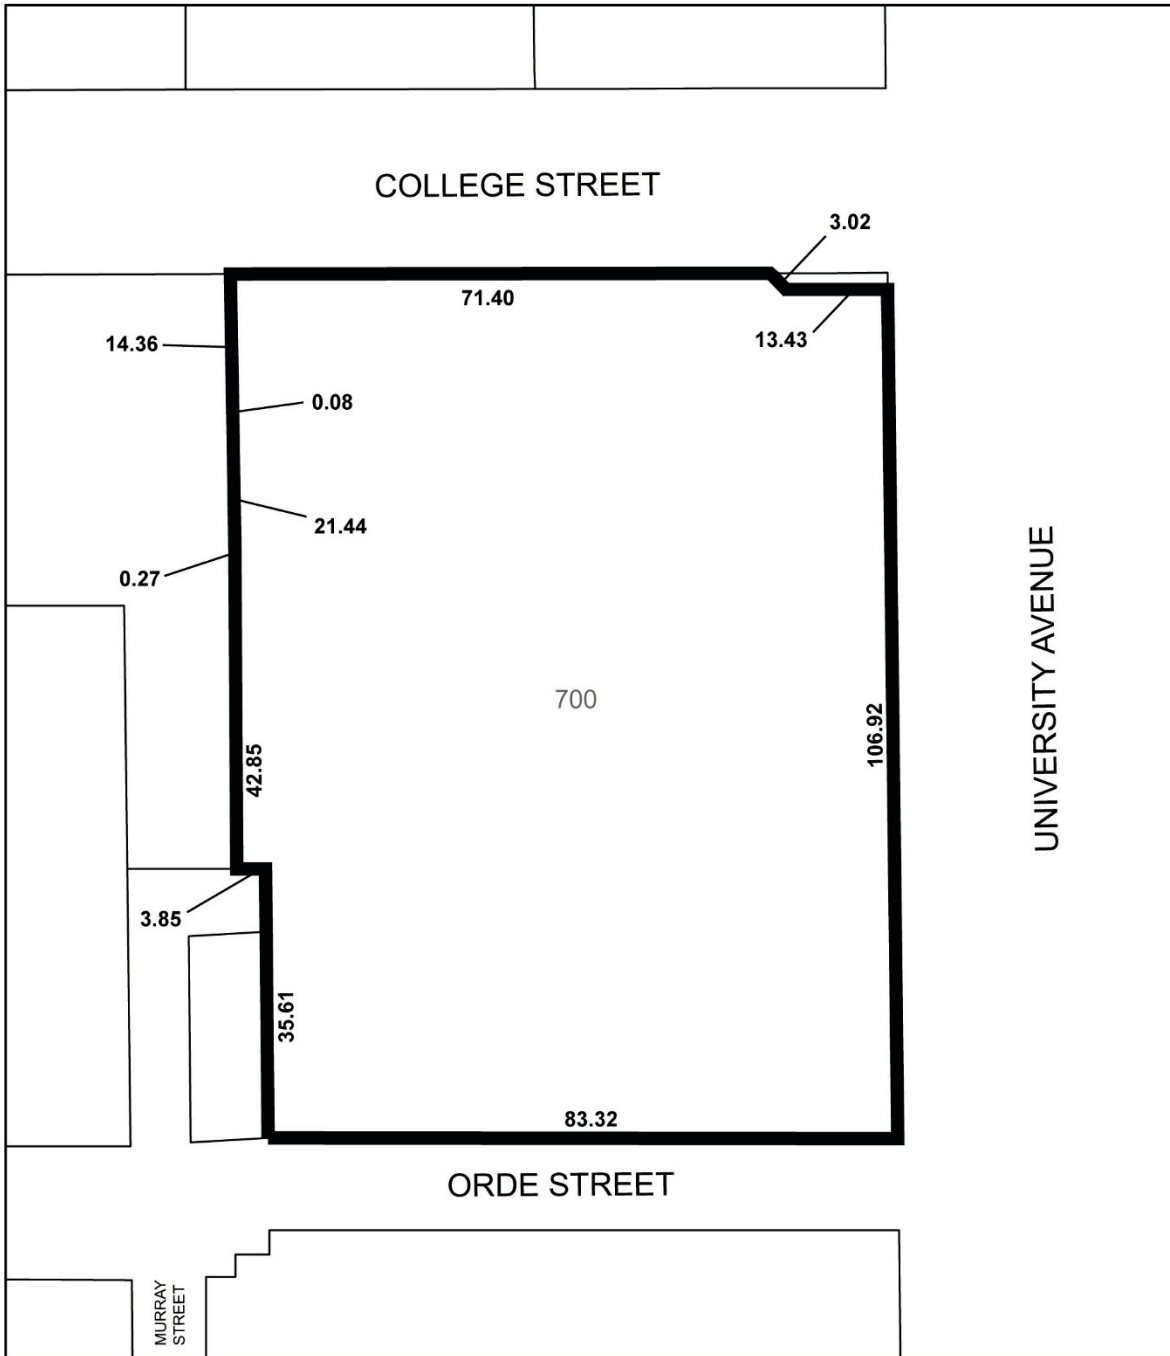 COLLEGE STREET
3.02
71.40
13.43
14.36
0.08
21.44
0.27
UNIVERSITY AVENUE
700
106.92
42.85
3.85
35.61
83.32
ORDE STREET
MURRAY
STREET